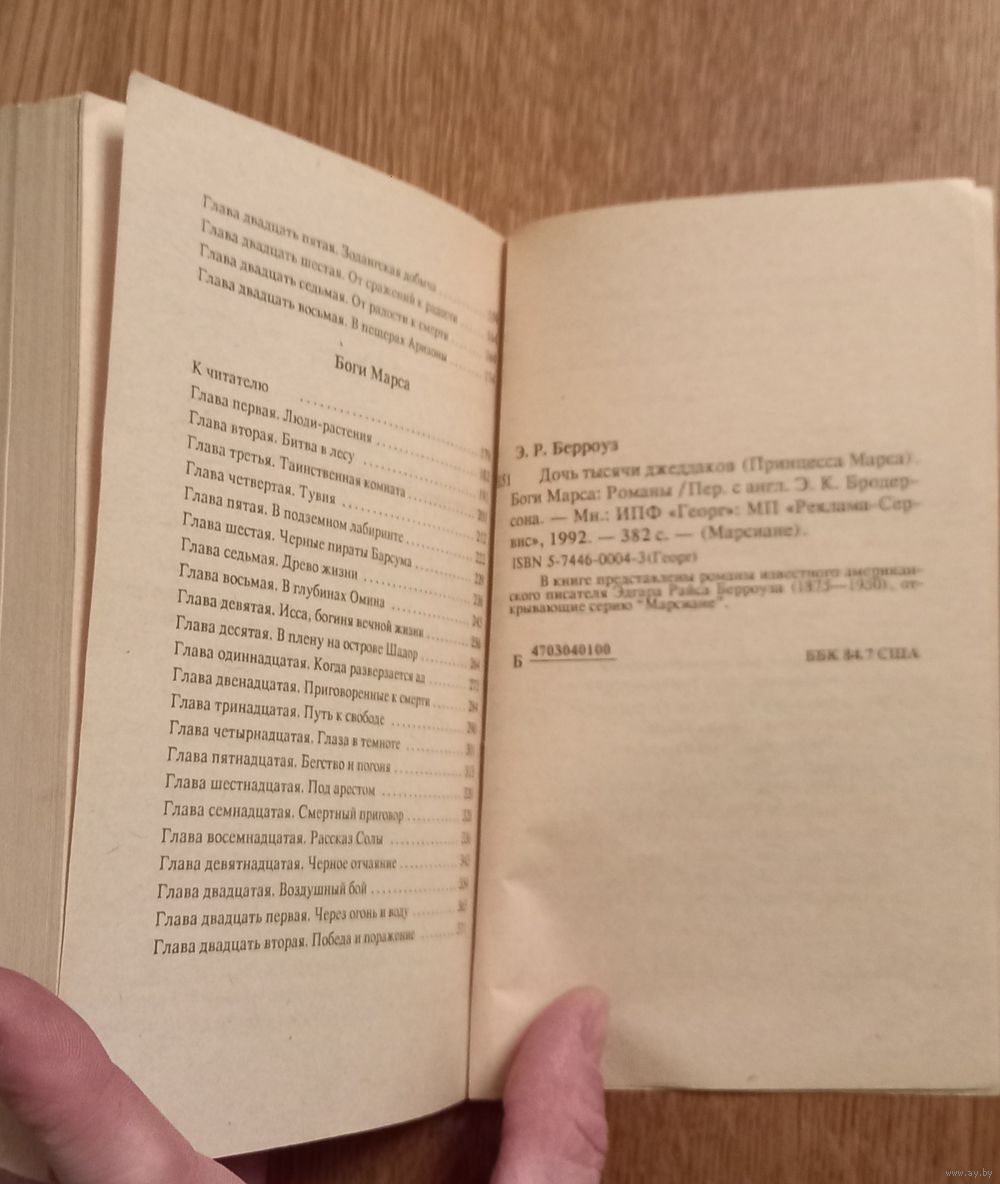 Глава двадцать пятая. Зодангская добыча
Глава двадцать шестая. От сражений к радости
Глава двадцать седьмая. От радости к смерти
Глава двадцать восьмая. В пещерах Аризоны
Боги Марса
К читателю
Глава первая. Люди-растения
Глава вторая. Битва в лесу
Глава третья. Таинственная комната
Глава четвертая. Тувия
Глава пятая. В подземном лабиринте
Глава шестая. Черные пираты Барсума
Глава седьмая. Древо жизни
Глава восьмая. В глубинах Омина
Глава девятая. Исса, богиня вечной жизни
Глава десятая. В плену на острове Шадор
Глава одиннадцатая. Когда разверзается ад
Глава двенадцатая. Приговоренные к смерти
Глава тринадцатая. Путь к свободе
Глава четырнадцатая. Глаза в темноте
Глава пятнадцатая. Бегство и погоня
Глава шестнадцатая. Под арестом
Глава семнадцатая. Смертный приговор
Глава восемнадцатая. Рассказ Солы
Глава девятнадцатая. Черное отчаяние
Глава двадцатая. Воздушный бой
Глава двадцать первая. Через огонь и воду
Глава двадцать вторая. Победа и поражение
Э. Р. Берроуз
Дочь тысячи джеддаков (Принцесса Марса).
Боги Марса: Романы /Пер. с англ. Э. К. Бродер-
сона. — Мн.: ИПФ «Георг»: МП «Реклама-Сер-
вис», 1992. — 382 с. — (Марсиане).
ISBN 5-7446-0004-3(Георг)
В книге представлены романы известного американ-
ского писателя Эдгара Райса Берроуза (1875—1950), от-
крывающие серию "Марсиане".
Б 4703040100
ББК 84.7 США
www.ay.by